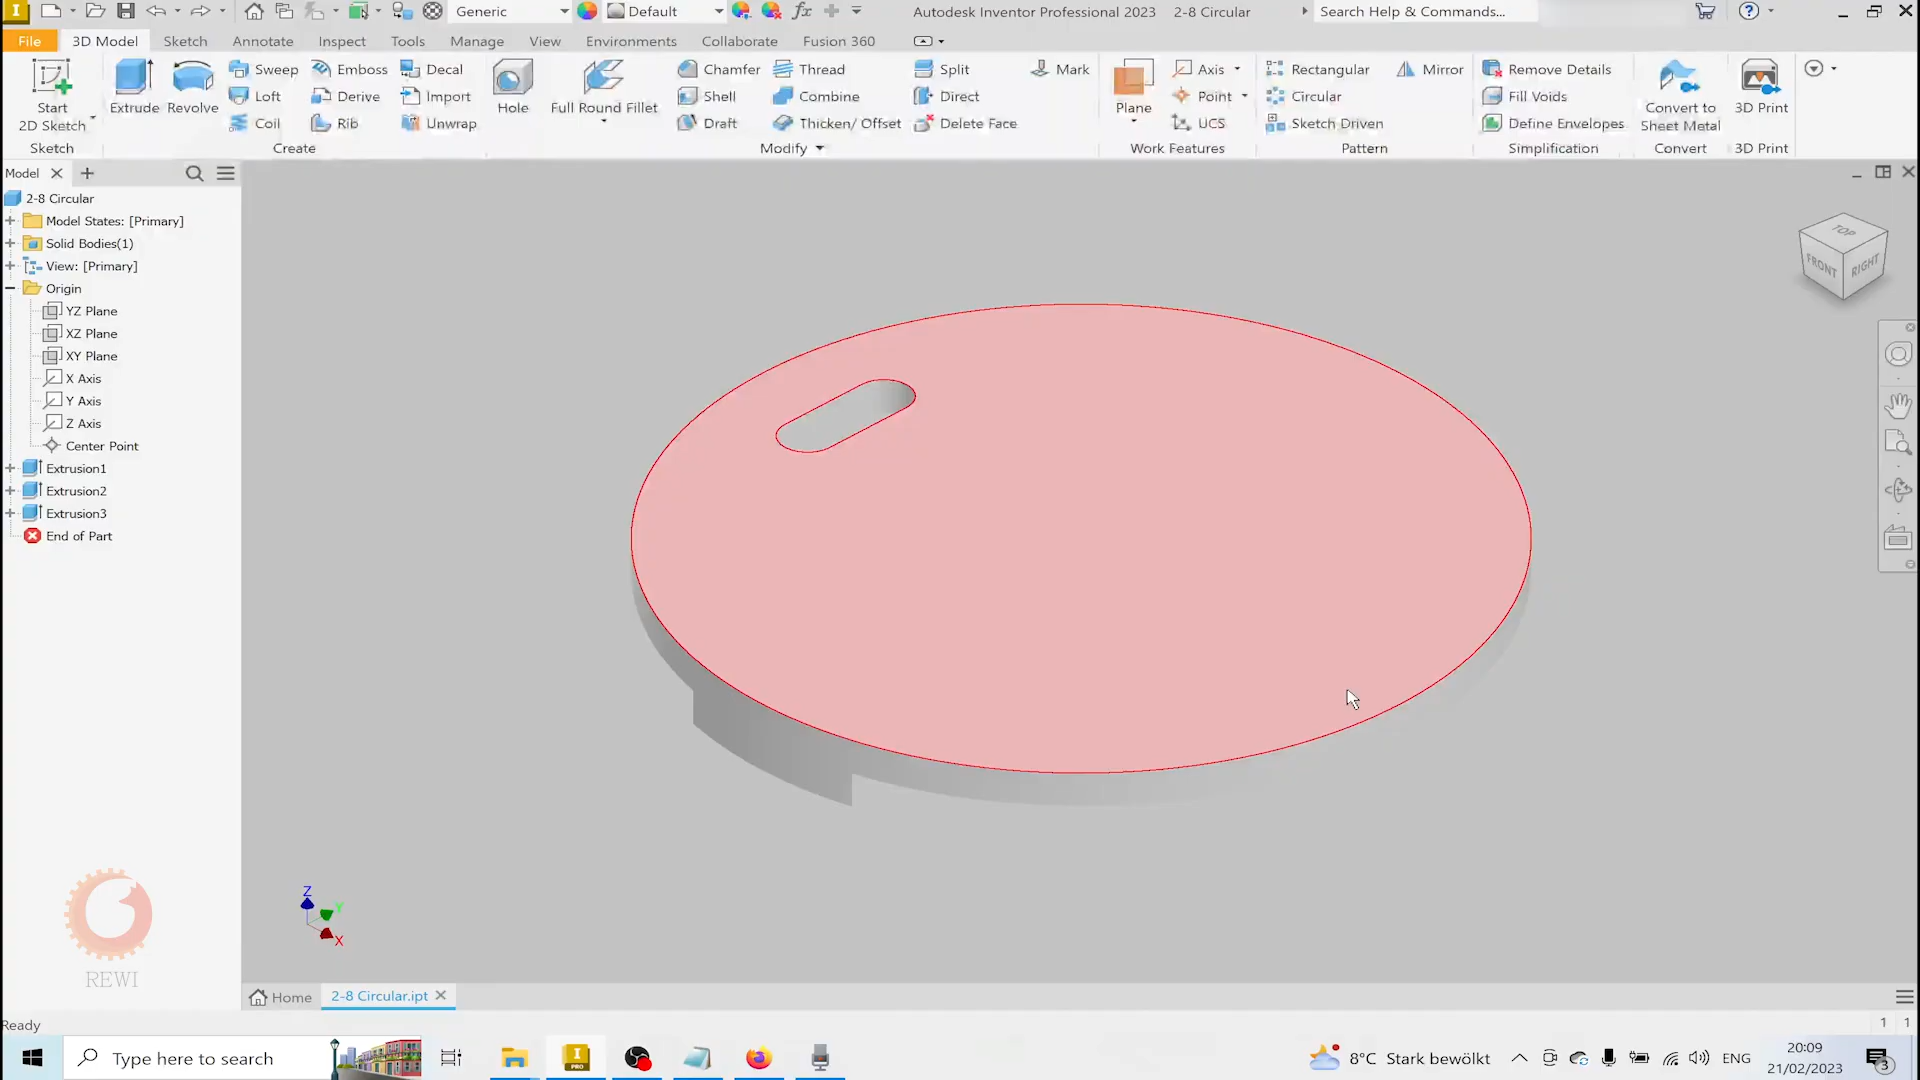 Generic
Default
fx
Autodesk Inventor Professional 2023 2-8 Circular
Search Help & Commands...
File 3D Model Sketch Annotate Inspect Tools Manage View Environments Collaborate Fusion 360
Start
2D Sketch
Extrude Revolve
Sweep Emboss Decal
Loft Derive Import
Coil Rib Unwrap
Hole Full Round Fillet
Chamfer Thread Split Mark
Shell Combine Direct
Draft Thicken/ Offset Delete Face
Plane
Axis
Point
UCS
Rectangular Mirror
Circular
Sketch Driven
Remove Details
Fill Voids
Define Envelopes
Convert to
Sheet Metal
3D Print
Sketch Create Modify Work Features Pattern Simplification Convert 3D Print
Model
2-8 Circular
Model States: [Primary]
Solid Bodies(1)
View: [Primary]
Origin
YZ Plane
XZ Plane
XY Plane
X Axis
Y Axis
Z Axis
Center Point
Extrusion1
Extrusion2
Extrusion3
End of Part
TOP
FRONT RIGHT
Z
Y
X
REWI
Home 2-8 Circular.ipt
Ready
1 1
Type here to search
PRO
8°C Stark bewölkt
ENG
20:09
21/02/2023
3